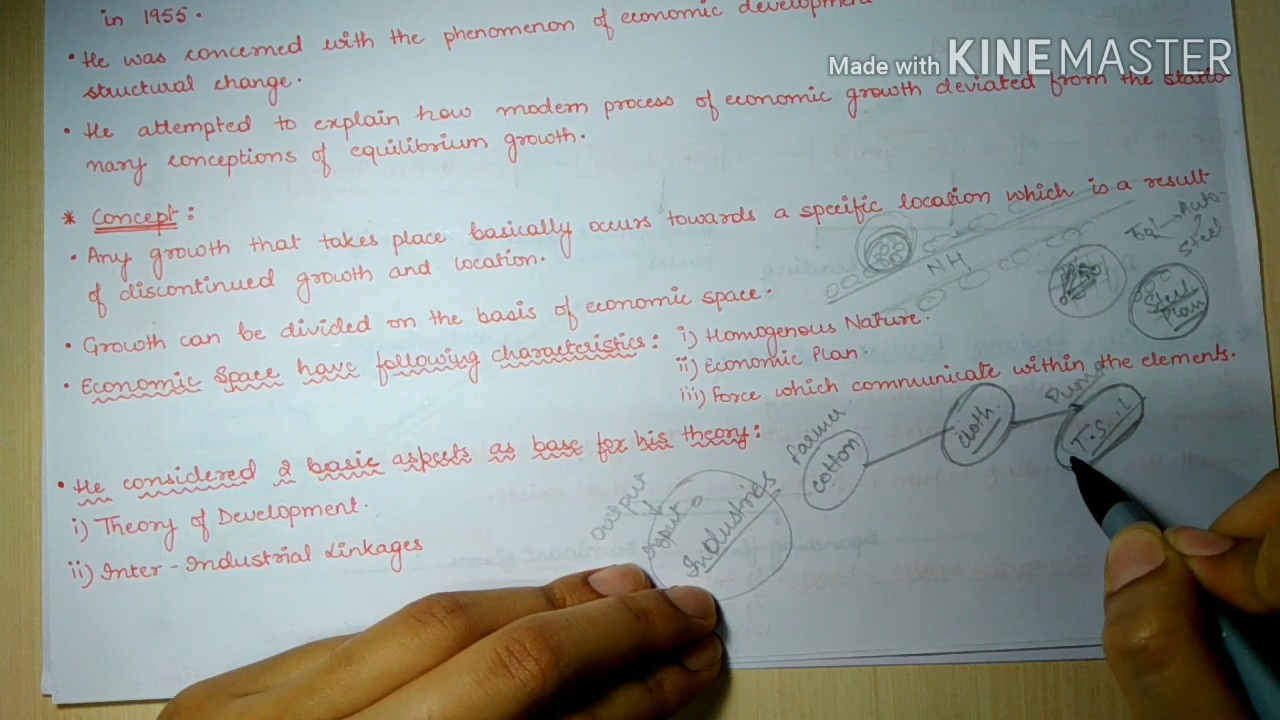 in 1955.
• He was concerned with the phenomenon of economic development
structural change.
Made with KINEMASTER
• He attempted to explain how modern process of economic growth deviated from the statio-
nary conceptions of equilibrium growth.
* Concept:
• Any growth that takes place basically occurs towards a specific location which is a result
of discontinued growth and location.
NH
Auto-
Steel
Steel
Plan
• Growth can be divided on the basis of economic space.
• Economic Space have following characteristics: i) Homogenous Nature.
ii) Economic Plan.
iii) Force which communicate within the elements.
• He considered 2 basic aspects as base for his theory:
i) Theory of Development.
ii) Inter-Industrial Linkages
output
Input
Industries
farmer
cotton
cloth.